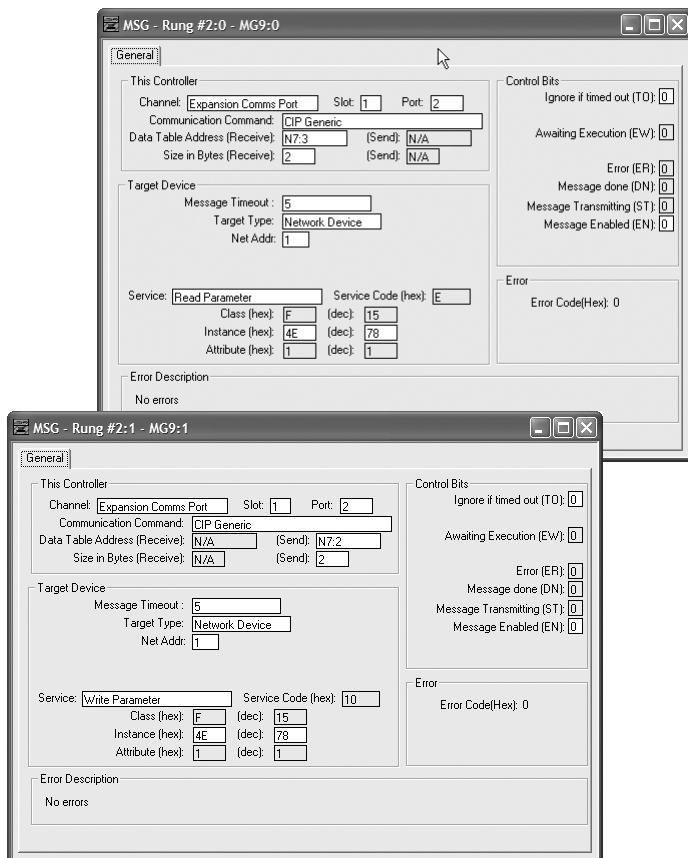 MSG - Rung #2:0 - MG9:0
General
This Controller
Channel: Expansion Comms Port Slot: 1 Port: 2
Communication Command: CIP Generic
Data Table Address (Receive): N7:3 (Send): N/A
Size in Bytes (Receive): 2 (Send): N/A
Target Device
Message Timeout : 5
Target Type: Network Device
Net Addr: 1
Service: Read Parameter Service Code (hex): E
Class (hex): F (dec): 15
Instance (hex): 4E (dec): 78
Attribute (hex): 1 (dec): 1
Control Bits
Ignore if timed out (TO): 0
Awaiting Execution (EW): 0
Error (ER): 0
Message done (DN): 0
Message Transmitting (ST): 0
Message Enabled (EN): 0
Error
Error Code(Hex): 0
Error Description
No errors
MSG - Rung #2:1 - MG9:1
General
This Controller
Channel: Expansion Comms Port Slot: 1 Port: 2
Communication Command: CIP Generic
Data Table Address (Receive): N/A (Send): N7:2
Size in Bytes (Receive): N/A (Send): 2
Target Device
Message Timeout : 5
Target Type: Network Device
Net Addr: 1
Service: Write Parameter Service Code (hex): 10
Class (hex): F (dec): 15
Instance (hex): 4E (dec): 78
Attribute (hex): 1 (dec): 1
Control Bits
Ignore if timed out (TO): 0
Awaiting Execution (EW): 0
Error (ER): 0
Message done (DN): 0
Message Transmitting (ST): 0
Message Enabled (EN): 0
Error
Error Code(Hex): 0
Error Description
No errors